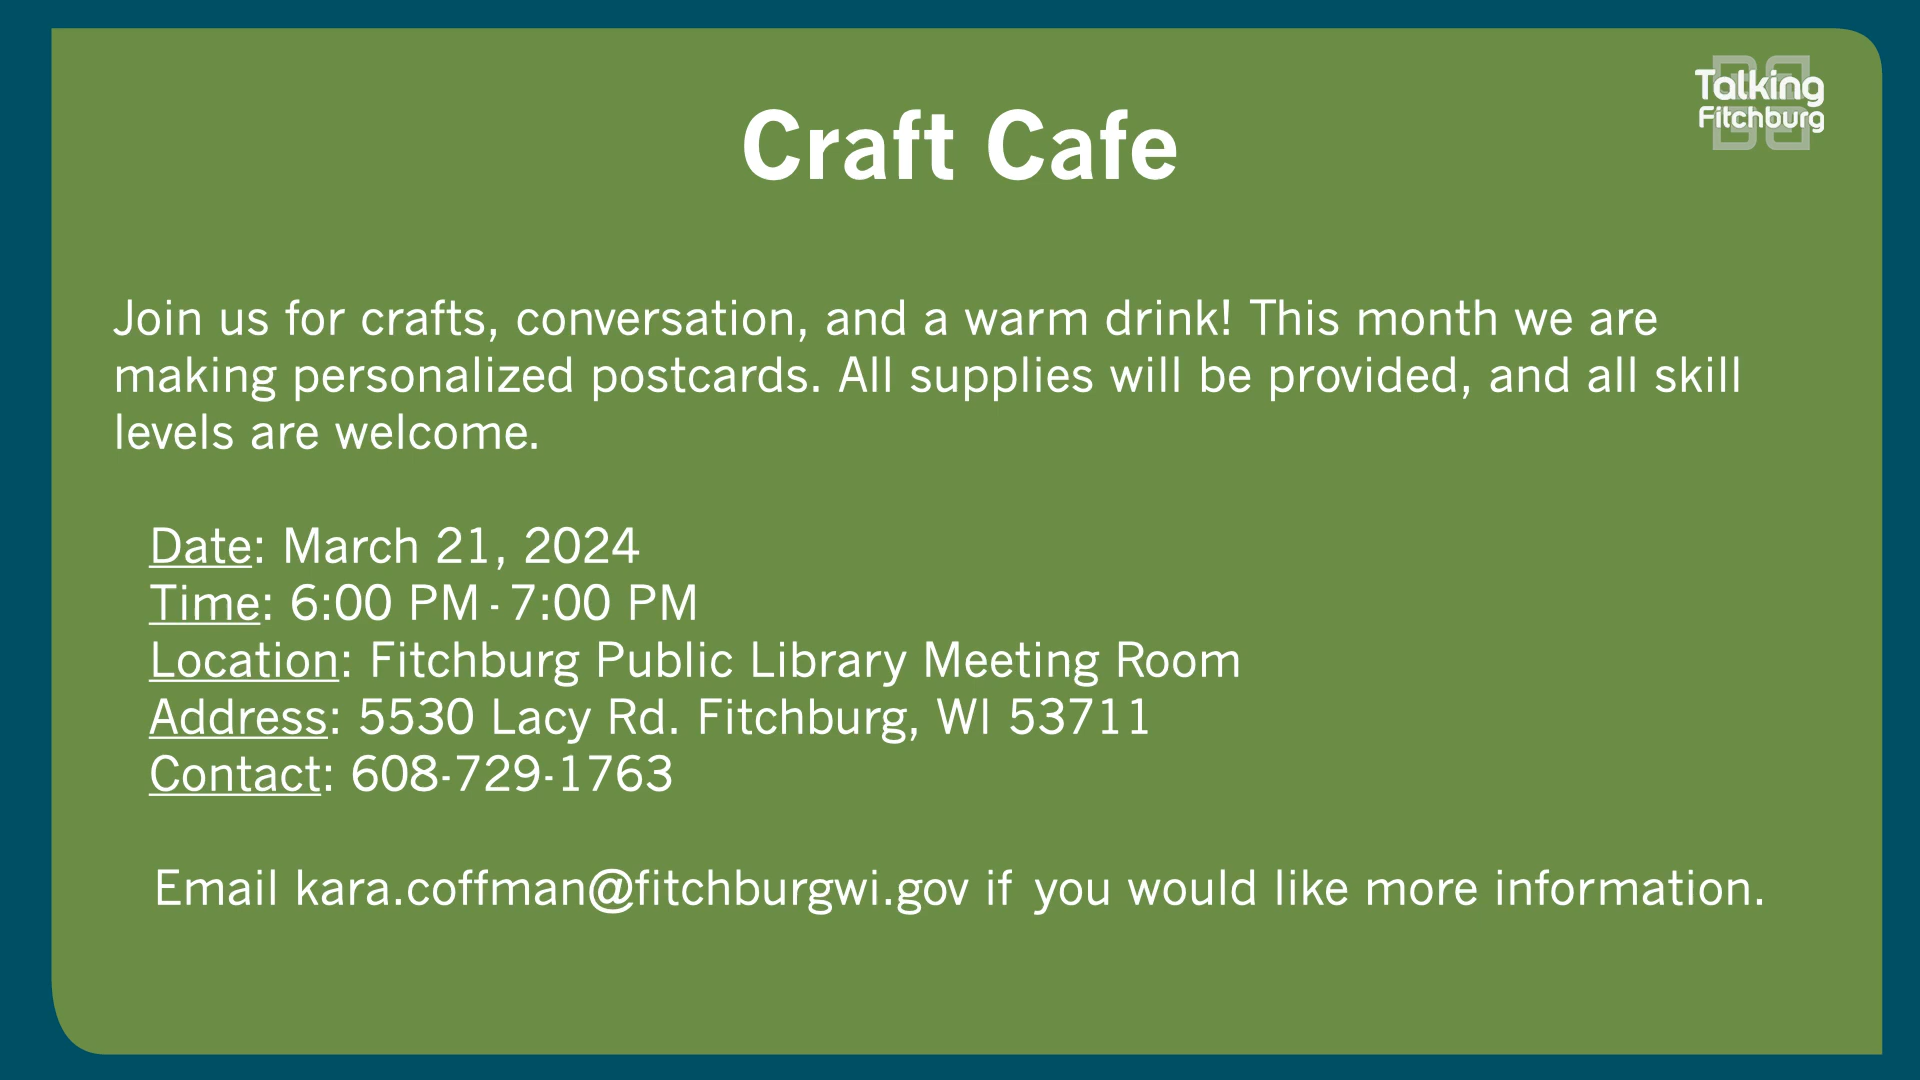 Talking
Fitchburg
Craft Cafe
Join us for crafts, conversation, and a warm drink! This month we are
making personalized postcards. All supplies will be provided, and all skill
levels are welcome.
Date: March 21, 2024
Time: 6:00 PM - 7:00 PM
Location: Fitchburg Public Library Meeting Room
Address: 5530 Lacy Rd. Fitchburg, WI 53711
Contact: 608-729-1763
Email kara.coffman@fitchburgwi.gov if you would like more information.